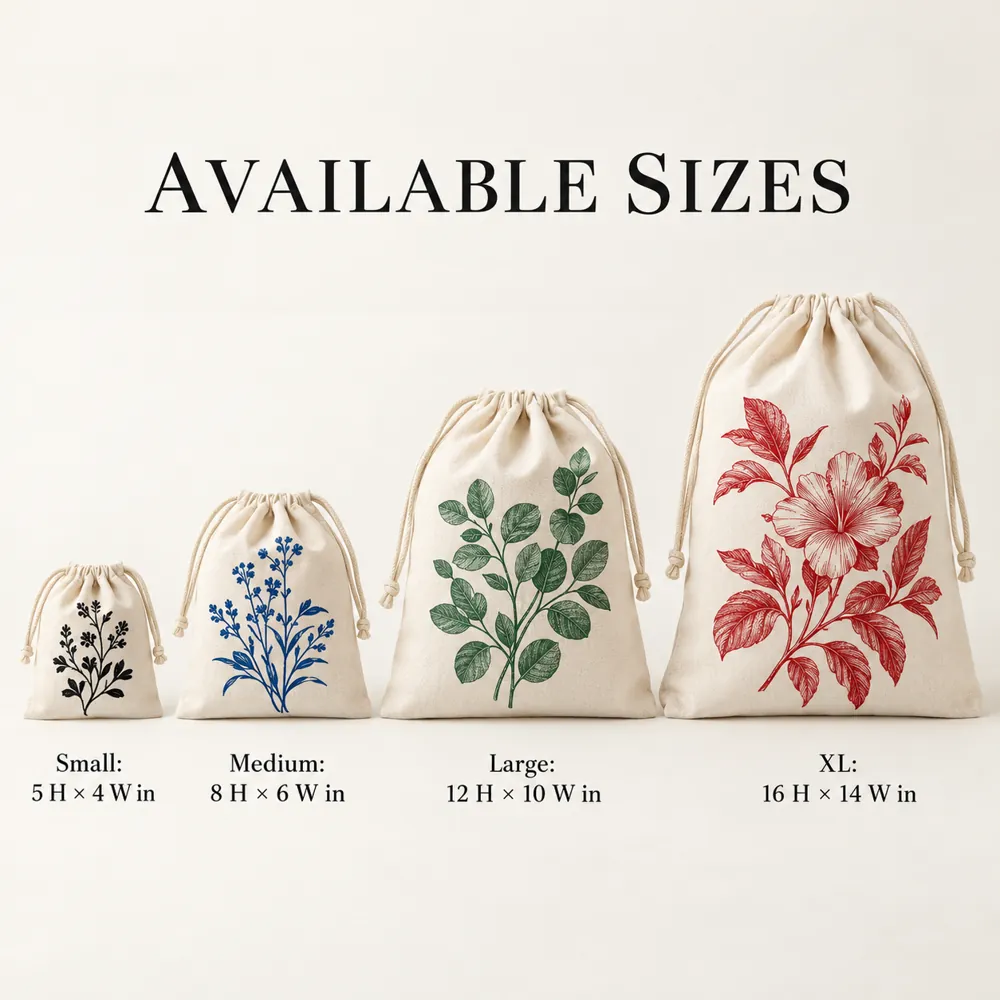 AVAILABLE SIZES
Small:
5 H × 4 W in
Medium:
8 H × 6 W in
Large:
12 H × 10 W in
XL:
16 H × 14 W in